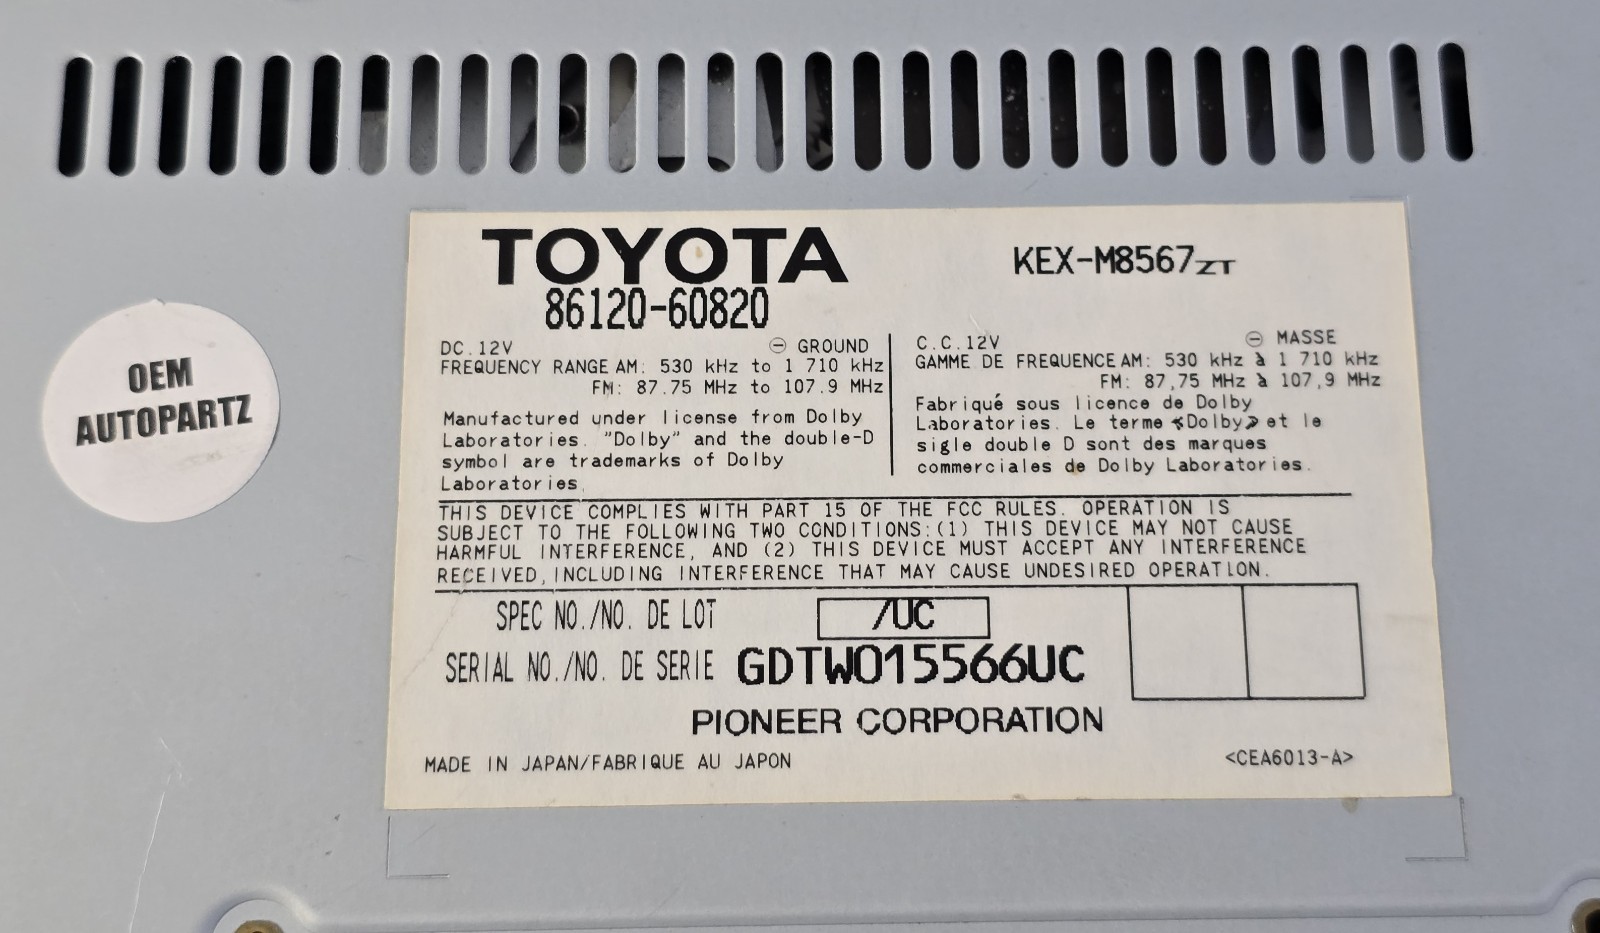 TOYOTA
86120-60820
KEX-M8567ZT
DC.12V ⊖ GROUND
FREQUENCY RANGE AM: 530 kHz to 1 710 kHz
FM: 87.75 MHz to 107.9 MHz
Manufactured under license from Dolby
Laboratories. "Dolby" and the double-D
symbol are trademarks of Dolby
Laboratories.
C.C.12V ⊖ MASSE
GAMME DE FREQUENCE AM: 530 kHz à 1 710 kHz
FM: 87,75 MHz à 107,9 MHz
Fabriqué sous licence de Dolby
Laboratories. Le terme «Dolby» et le
sigle double D sont des marques
commerciales de Dolby Laboratories.
THIS DEVICE COMPLIES WITH PART 15 OF THE FCC RULES. OPERATION IS
SUBJECT TO THE FOLLOWING TWO CONDITIONS:(1) THIS DEVICE MAY NOT CAUSE
HARMFUL INTERFERENCE, AND (2) THIS DEVICE MUST ACCEPT ANY INTERFERENCE
RECEIVED, INCLUDING INTERFERENCE THAT MAY CAUSE UNDESIRED OPERATION.
SPEC NO./NO. DE LOT /UC
SERIAL NO./NO. DE SERIE GDTW015566UC
PIONEER CORPORATION
MADE IN JAPAN/FABRIQUE AU JAPON
<CEA6013-A>
OEM
AUTOPARTZ